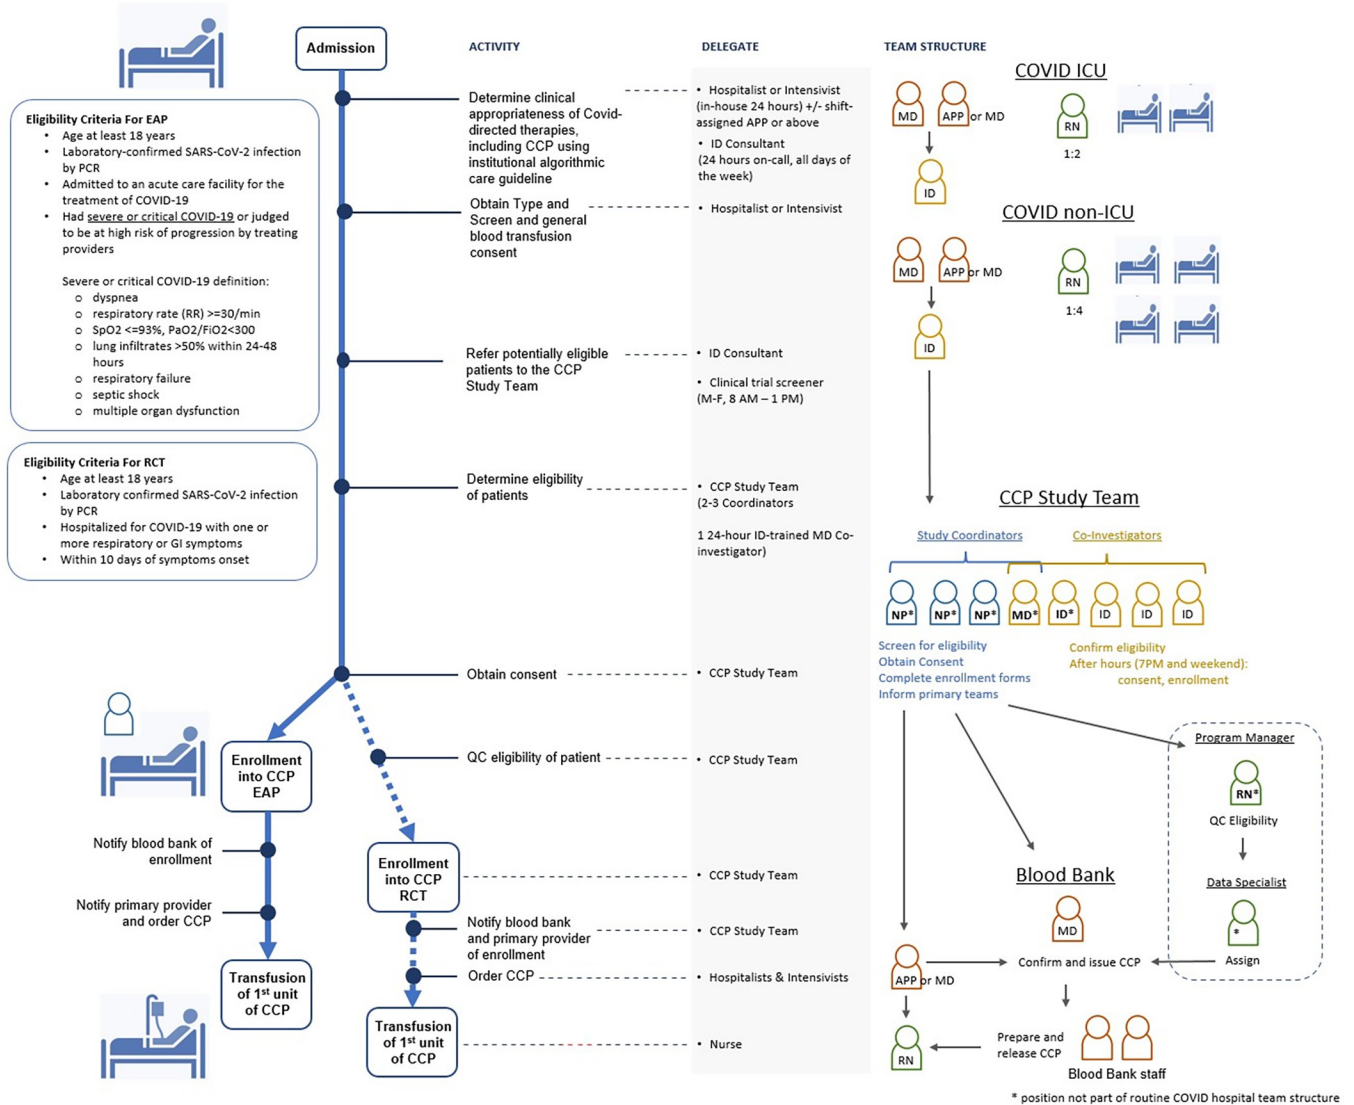 Admission
ACTIVITY
DELEGATE
TEAM STRUCTURE
Eligibility Criteria For EAP
• Age at least 18 years
• Laboratory-confirmed SARS-CoV-2 infection
by PCR
• Admitted to an acute care facility for the
treatment of COVID-19
• Had severe or critical COVID-19 or judged
to be at high risk of progression by treating
providers
Severe or critical COVID-19 definition:
o dyspnea
o respiratory rate (RR) >=30/min
o SpO2 <=93%, PaO2/FiO2<300
o lung infiltrates >50% within 24-48
hours
o respiratory failure
o septic shock
o multiple organ dysfunction
Eligibility Criteria For RCT
• Age at least 18 years
• Laboratory confirmed SARS-CoV-2 infection
by PCR
• Hospitalized for COVID-19 with one or
more respiratory or GI symptoms
• Within 10 days of symptoms onset
Enrollment
into CCP
EAP
Notify blood bank of
enrollment
Notify primary provider
and order CCP
Transfusion
of 1st unit
of CCP
Enrollment
into CCP
RCT
Transfusion
of 1st unit
of CCP
Determine clinical
appropriateness of Covid-
directed therapies,
including CCP using
institutional algorithmic
care guideline
Obtain Type and
Screen and general
blood transfusion
consent
Refer potentially eligible
patients to the CCP
Study Team
Determine eligibility
of patients
Obtain consent
QC eligibility of patient
Notify blood bank
and primary provider
of enrollment
Order CCP
• Hospitalist or Intensivist
(in-house 24 hours) +/- shift-
assigned APP or above
• ID Consultant
(24 hours on-call, all days of
the week)
• Hospitalist or Intensivist
• ID Consultant
• Clinical trial screener
(M-F, 8 AM – 1 PM)
• CCP Study Team
(2-3 Coordinators
1 24-hour ID-trained MD Co-
investigator)
• CCP Study Team
• CCP Study Team
• CCP Study Team
• CCP Study Team
• Hospitalists & Intensivists
• Nurse
COVID ICU
MD
APP or MD
RN
1:2
ID
COVID non-ICU
MD
APP or MD
RN
1:4
ID
CCP Study Team
Study Coordinators
Co-Investigators
NP*
NP*
NP*
MD*
ID*
ID
ID
ID
Screen for eligibility
Obtain Consent
Complete enrollment forms
Inform primary teams
Confirm eligibility
After hours (7PM and weekend):
consent, enrollment
Program Manager
RN*
QC Eligibility
Data Specialist
*
Assign
Blood Bank
MD
Confirm and issue CCP
APP or MD
RN
Prepare and
release CCP
Blood Bank staff
* position not part of routine COVID hospital team structure